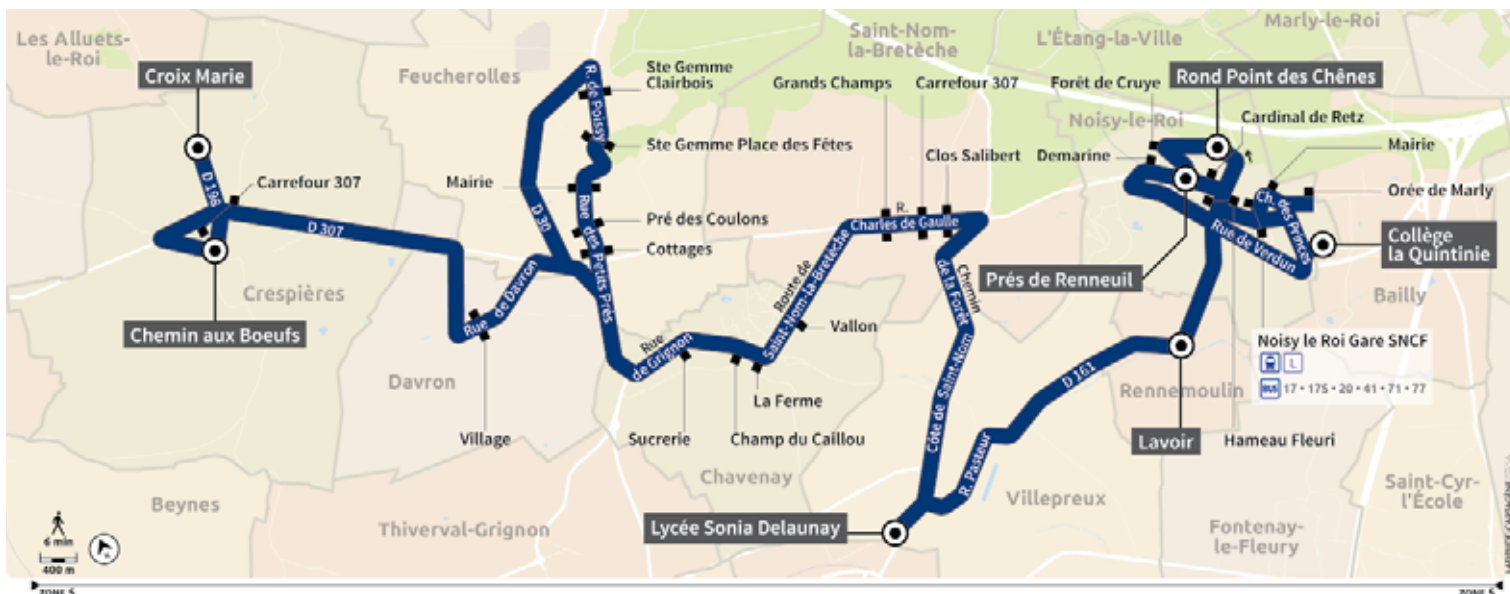 Les Alluets-
le-Roi
Croix Marie
Feucherolles
R. de Poissy
Ste Gemme
Clairbois
Saint-Nom-
la-Bretèche
Grands Champs
Carrefour 307
L'Étang-la-Ville
Marly-le-Roi
Forêt de Cruye
Rond Point des Chênes
Noisy-le-Roi
Cardinal de Retz
Ste Gemme Place des Fêtes
Clos Salibert
Demarine
Mairie
D 198
Carrefour 307
Mairie
Orée de Marly
D 307
D 30
Rue des Petits Prés
Pré des Coulons
Cottages
R.
Charles de Gaulle
Ch. des Princes
Rue de Verdun
Collège
la Quintinie
Crespières
Chemin aux Boeufs
Rue de Davron
Route de
Saint-Nom-la-Bretèche
Chemin
de la Forêt
Prés de Renneuil
Bailly
Vallon
Rue
de Grignon
Côte de Saint-Nom
Noisy le Roi Gare SNCF
L
BUS 17 • 17S • 20 • 41 • 71 • 77
Davron
La Ferme
D 161
Rennemoulin
Village
Sucrerie
Champ du Caillou
Lavoir
Hameau Fleuri
Chavenay
R. Pasteur
Beynes
Thiverval-Grignon
Lycée Sonia Delaunay
Villepreux
Fontenay-
le-Fleury
Saint-Cyr-
l'École
6 min
400 m
ZONE 5
ZONE 5